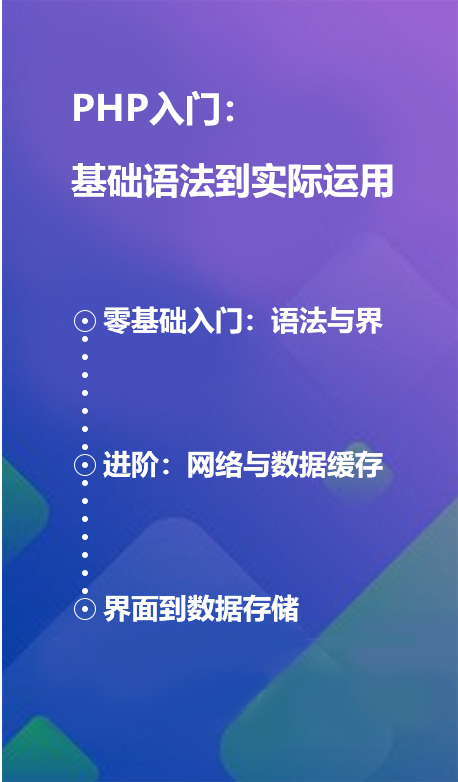 PHP入门：
基础语法到实际运用
零基础入门：语法与界
进阶：网络与数据缓存
界面到数据存储